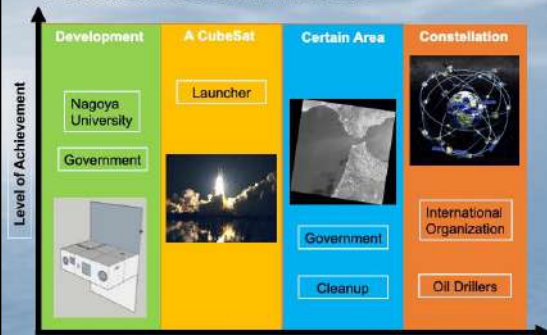 Development
A CubeSat
Certain Area
Constellation
Level of Achievement
Nagoya
University
Government
Launcher
Government
Cleanup
International
Organization
Oil Drillers